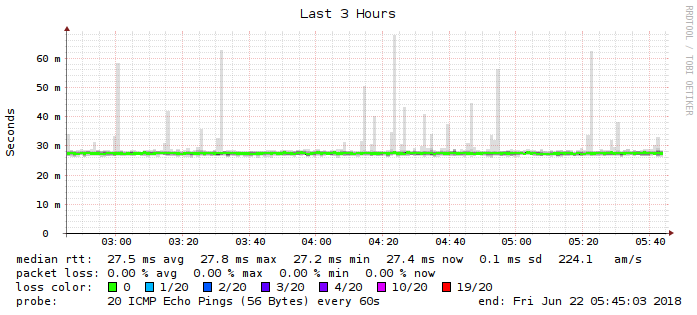 Last 3 Hours
RRDTOOL / TOBI OETIKER
Seconds
60 m
50 m
40 m
30 m
20 m
10 m
0
03:00 03:20 03:40 04:00 04:20 04:40 05:00 05:20 05:40
median rtt: 27.5 ms avg 27.8 ms max 27.2 ms min 27.4 ms now 0.1 ms sd 224.1 am/s
packet loss: 0.00 % avg 0.00 % max 0.00 % min 0.00 % now
loss color: 0 1/20 2/20 3/20 4/20 10/20 19/20
probe: 20 ICMP Echo Pings (56 Bytes) every 60s end: Fri Jun 22 05:45:03 2018